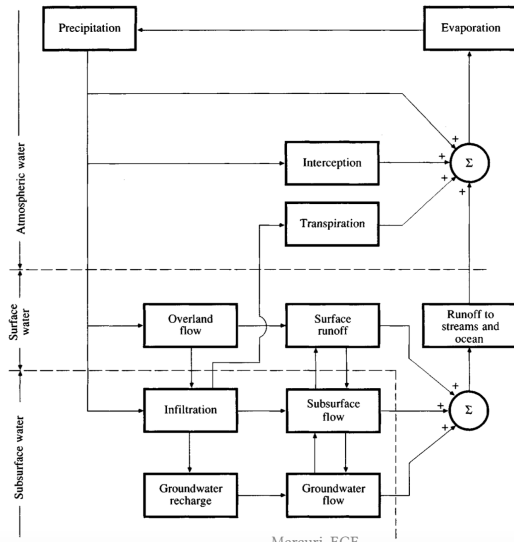 Precipitation
Evaporation
Atmospheric water
+
Σ
Interception
+
+
Transpiration
Surface
water
Overland
flow
Surface
runoff
Runoff to
streams and
ocean
Subsurface water
+
Infiltration
Subsurface
flow
+
Σ
+
Groundwater
recharge
Groundwater
flow